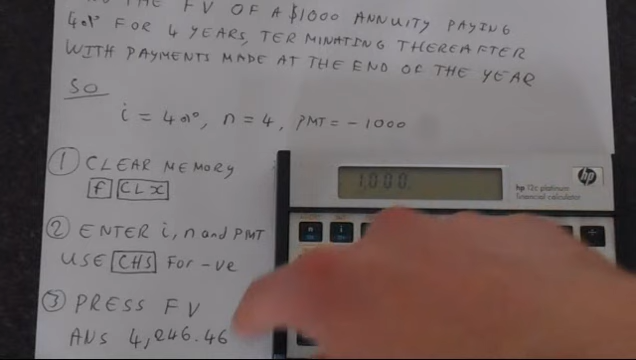 THE FV OF A $1000 ANNUITY PAYING
4% FOR 4 YEARS, TERMINATING THEREAFTER
WITH PAYMENTS MADE AT THE END OF THE YEAR
SO
i = 4%, n = 4, PMT = -1000
① CLEAR MEMORY
f CLX
② ENTER i, n and PMT
USE CHS FOR -ve
③ PRESS FV
ANS 4,246.46
1,000.
hp
hp 12c platinum
financial calculator
n
i
÷